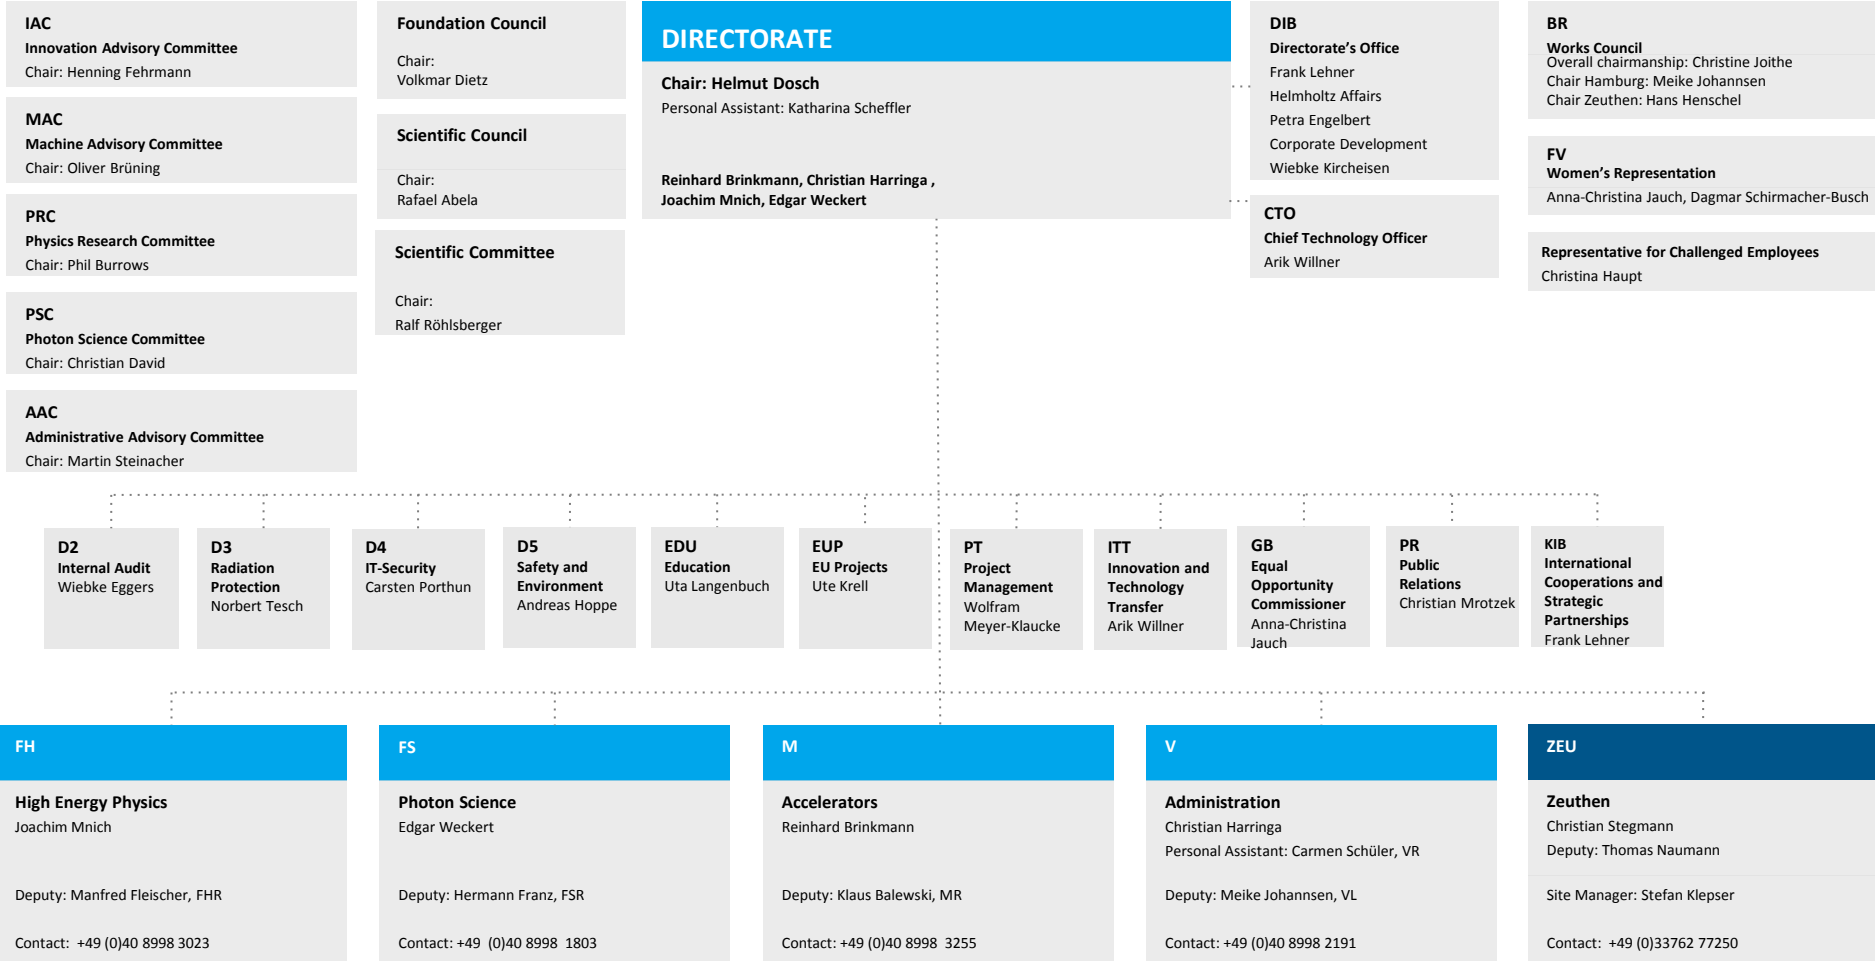 IAC
Innovation Advisory Committee
Chair: Henning Fehrmann
MAC
Machine Advisory Committee
Chair: Oliver Brüning
PRC
Physics Research Committee
Chair: Phil Burrows
PSC
Photon Science Committee
Chair: Christian David
AAC
Administrative Advisory Committee
Chair: Martin Steinacher
Foundation Council
Chair:
Volkmar Dietz
Scientific Council
Chair:
Rafael Abela
Scientific Committee
Chair:
Ralf Röhlsberger
DIRECTORATE
Chair: Helmut Dosch
Personal Assistant: Katharina Scheffler
Reinhard Brinkmann, Christian Harringa ,
Joachim Mnich, Edgar Weckert
DIB
Directorate's Office
Frank Lehner
Helmholtz Affairs
Petra Engelbert
Corporate Development
Wiebke Kircheisen
CTO
Chief Technology Officer
Arik Willner
BR
Works Council
Overall chairmanship: Christine Joithe
Chair Hamburg: Meike Johannsen
Chair Zeuthen: Hans Henschel
FV
Women's Representation
Anna-Christina Jauch, Dagmar Schirmacher-Busch
Representative for Challenged Employees
Christina Haupt
D2
Internal Audit
Wiebke Eggers
D3
Radiation
Protection
Norbert Tesch
D4
IT-Security
Carsten Porthun
D5
Safety and
Environment
Andreas Hoppe
EDU
Education
Uta Langenbuch
EUP
EU Projects
Ute Krell
PT
Project
Management
Wolfram
Meyer-Klaucke
ITT
Innovation and
Technology
Transfer
Arik Willner
GB
Equal
Opportunity
Commissioner
Anna-Christina
Jauch
PR
Public
Relations
Christian Mrotzek
KIB
International
Cooperations and
Strategic
Partnerships
Frank Lehner
FH
High Energy Physics
Joachim Mnich
Deputy: Manfred Fleischer, FHR
Contact: +49 (0)40 8998 3023
FS
Photon Science
Edgar Weckert
Deputy: Hermann Franz, FSR
Contact: +49 (0)40 8998 1803
M
Accelerators
Reinhard Brinkmann
Deputy: Klaus Balewski, MR
Contact: +49 (0)40 8998 3255
V
Administration
Christian Harringa
Personal Assistant: Carmen Schüler, VR
Deputy: Meike Johannsen, VL
Contact: +49 (0)40 8998 2191
ZEU
Zeuthen
Christian Stegmann
Deputy: Thomas Naumann
Site Manager: Stefan Klepser
Contact: +49 (0)33762 77250